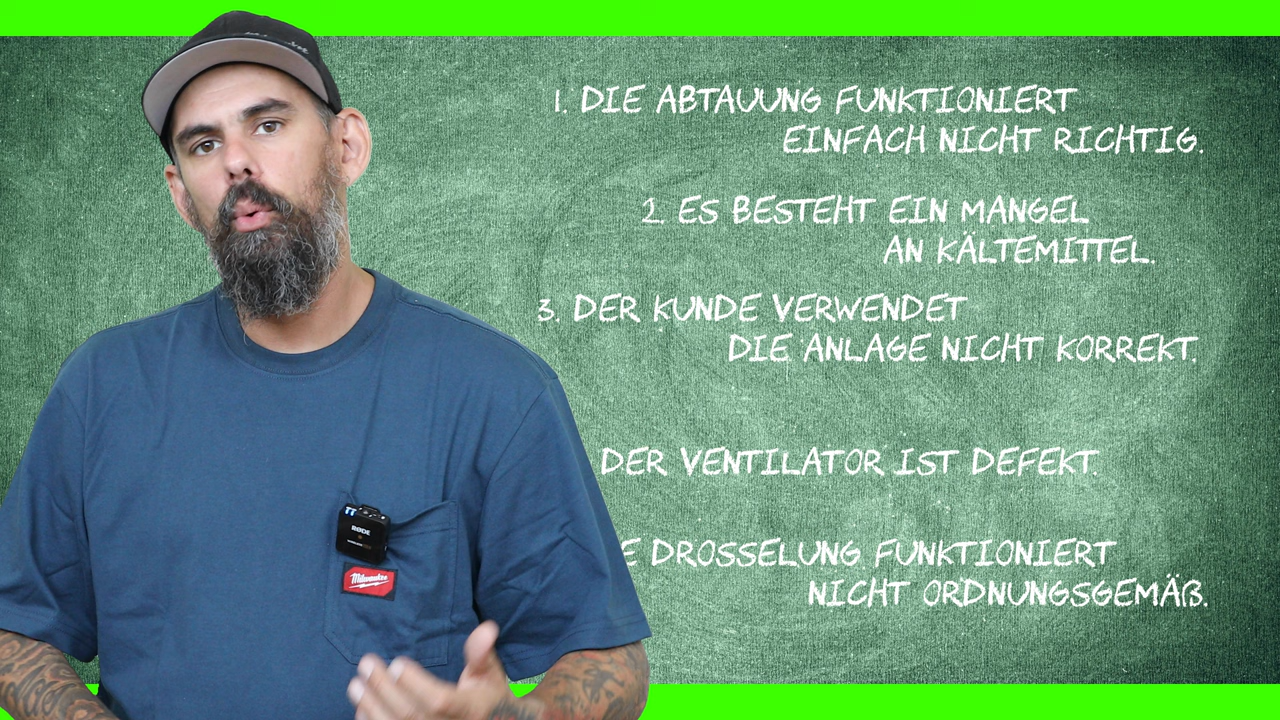 1. DIE ABTAUUNG FUNKTIONIERT
EINFACH NICHT RICHTIG.
2. ES BESTEHT EIN MANGEL
AN KÄLTEMITTEL.
3. DER KUNDE VERWENDET
DIE ANLAGE NICHT KORREKT.
DER VENTILATOR IST DEFEKT.
E DROSSELUNG FUNKTIONIERT
NICHT ORDNUNGSGEMÄß.
RØDE
Milwaukee